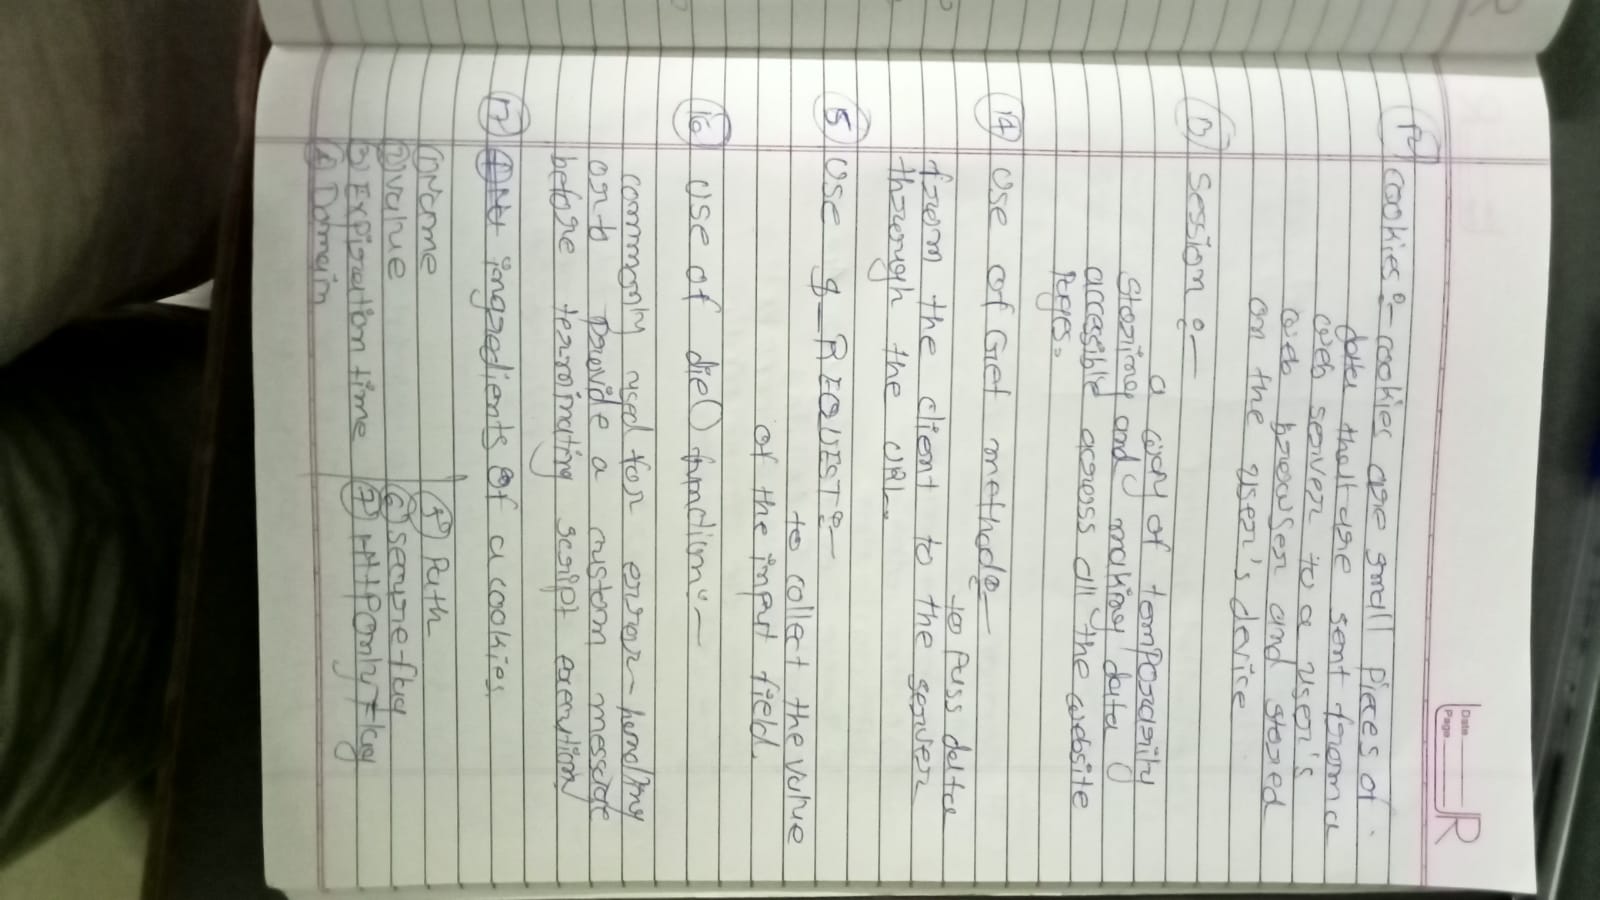 Date
Page
JR
12 cookies :- cookies are small pieces of
data that are sent from a
web server to a user's
web browser and stored
on the user's device
13 Session :-
a way of temporarily
Storing and making data
accessible across all the website
Pages.
14 Use of Get method :-
to pass data
from the client to the server
through the URL.
15 Use $_REQUEST :-
to collect the value
of the input field.
16 Use of die() function :-
commonly used for error-handling
and provide a custom message
before terminating script execution
17 ingredients of a cookies.
① Name
② value
③ Expiration time
④ Domain
⑤ Path
⑥ secure flag
⑦ HTTPonly Flag